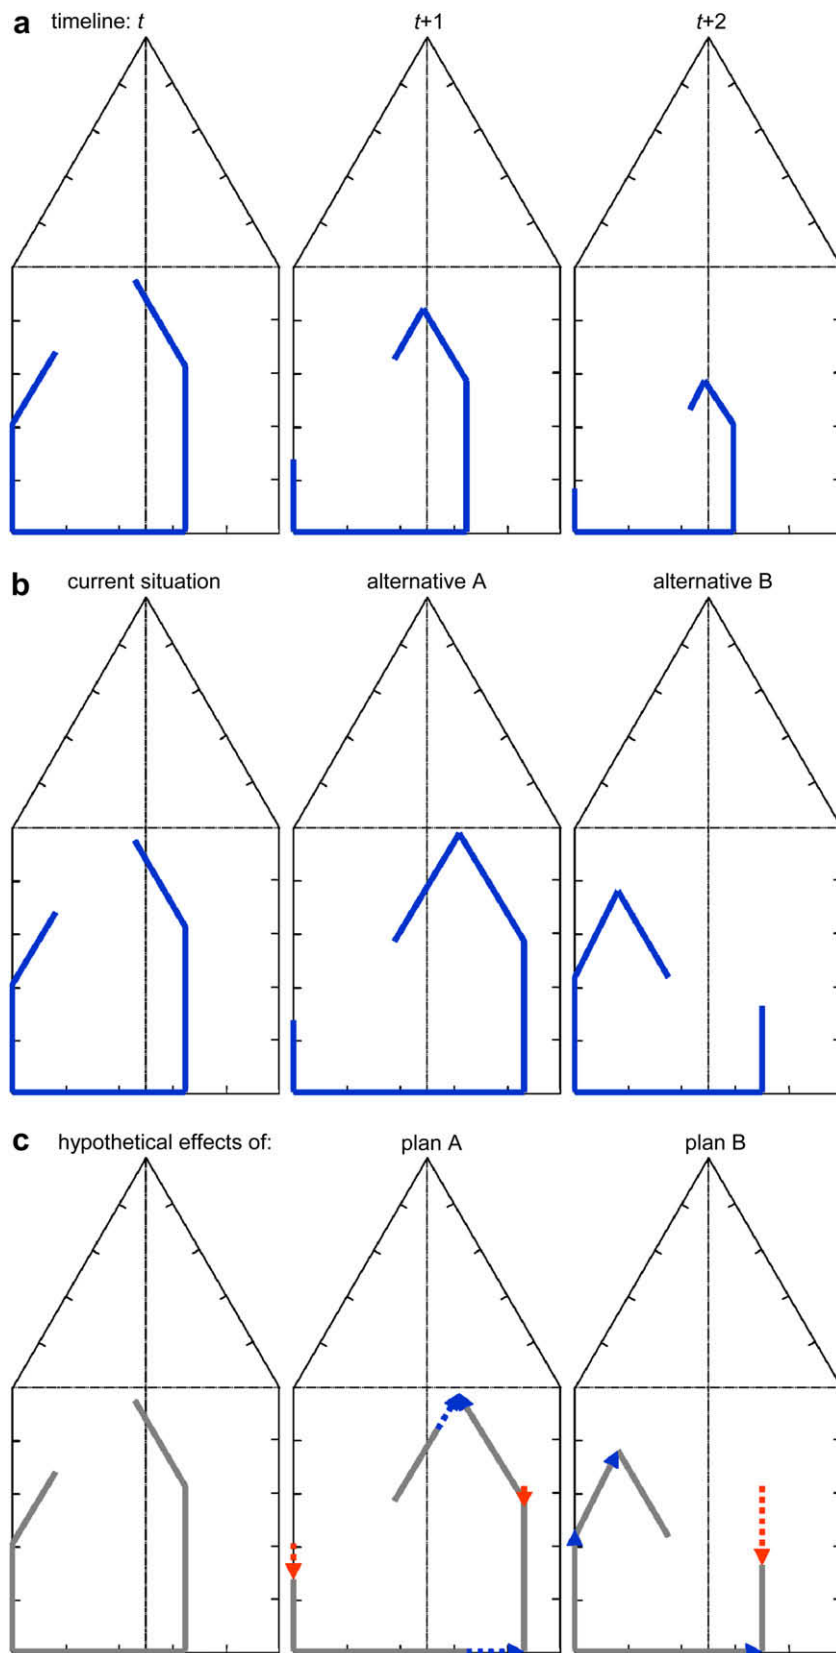 a timeline: t t+1 t+2
b current situation alternative A alternative B
c hypothetical effects of: plan A plan B